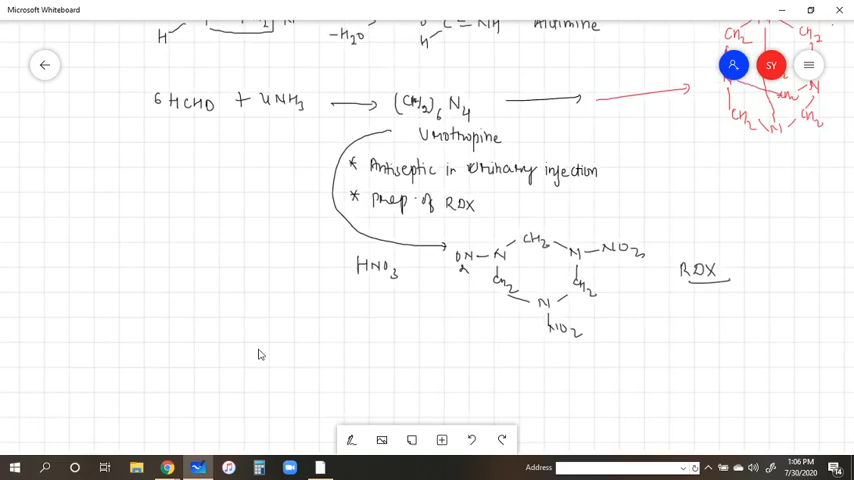 Microsoft Whiteboard
H
-H₂O
H
C = NH
Aldimine
CH₂
CH₂
SY
6 HCHO + 4NH₃ → (CH₂)₆ N₄
N
CH₂
N
CH₂
Urotropine
* Antiseptic in Urinary injection
* Prep. of RDX
HNO₃
O₂N - N
CH₂
N - NO₂
CH₂
CH₂
N
NO₂
RDX
Address
1:06 PM
7/30/2020
14